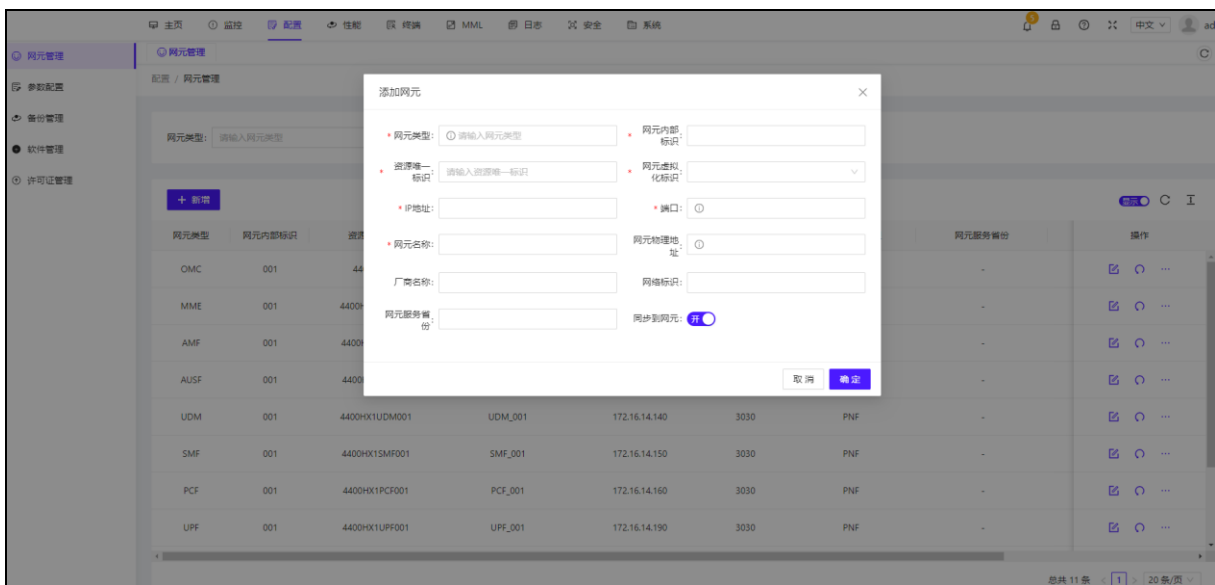 主页 监控 配置 性能 终端 MML 日志 安全 系统 5 中文 ad
网元管理
参数配置
备份管理
软件管理
许可证管理
网元管理
配置 / 网元管理
网元类型: 请输入网元类型
+ 新增
显示
添加网元
* 网元类型: 请输入网元类型
* 网元内部标识:
* 资源唯一标识: 请输入资源唯一标识
* 网元虚拟化标识:
* IP地址:
* 端口:
* 网元名称:
网元物理地址:
厂商名称:
网络标识:
网元服务省份:
同步到网元: 开
取 消 确 定
网元类型 网元内部标识 资源 网元服务省份 操作
OMC 001 44 -
MME 001 4400H -
AMF 001 4400 -
AUSF 001 4400 -
UDM 001 4400HX1UDM001 UDM_001 172.16.14.140 3030 PNF -
SMF 001 4400HX1SMF001 SMF_001 172.16.14.150 3030 PNF -
PCF 001 4400HX1PCF001 PCF_001 172.16.14.160 3030 PNF -
UPF 001 4400HX1UPF001 UPF_001 172.16.14.190 3030 PNF -
总共 11 条 < 1 > 20 条/页